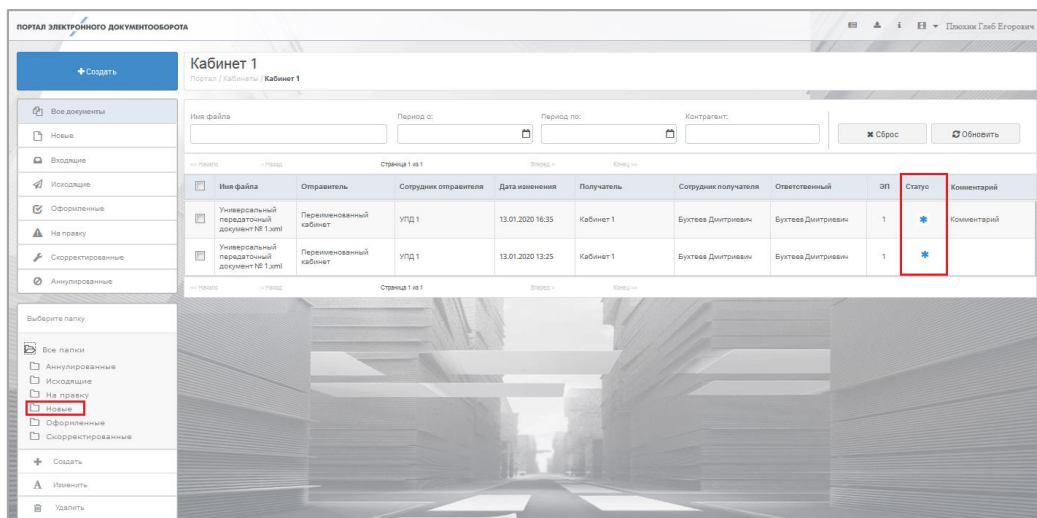 ПОРТАЛ ЭЛЕКТРОННОГО ДОКУМЕНТООБОРОТА
i
Плюхин Глеб Егорович
Создать
Кабинет 1
Портал / Кабинеты / Кабинет 1
Все документы
Новые
Входящие
Исходящие
Оформленные
На правку
Скорректированные
Аннулированные
Имя файла
Период с:
Период по:
Контрагент:
Сброс
Обновить
<< Начало < Назад Страница 1 из 1 Вперед > Конец >>
Имя файла Отправитель Сотрудник отправителя Дата изменения Получатель Сотрудник получателя Ответственный ЭП Статус Комментарий
Универсальный передаточный документ № 1.xml Переименованный кабинет УПД 1 13.01.2020 16:35 Кабинет 1 Бухтеев Дмитриевич Бухтеев Дмитриевич 1 Комментарий
Универсальный передаточный документ № 1.xml Переименованный кабинет УПД 1 13.01.2020 13:25 Кабинет 1 Бухтеев Дмитриевич Бухтеев Дмитриевич 1
<< Начало < Назад Страница 1 из 1 Вперед > Конец >>
Выберите папку
Все папки
Аннулированные
Исходящие
На правку
Новые
Оформленные
Скорректированные
Создать
A Изменить
Удалить